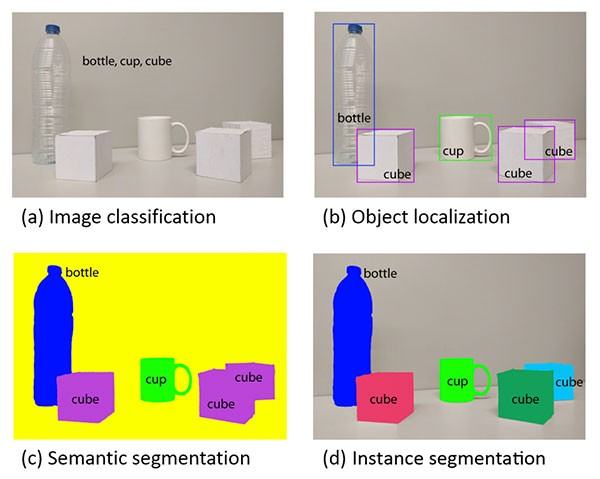 bottle, cup, cube
bottle
cup
cube
cube
cube
(a) Image classification
(b) Object localization
bottle
cup
cube
cube
cube
bottle
cup
cube
cube
cube
(c) Semantic segmentation
(d) Instance segmentation